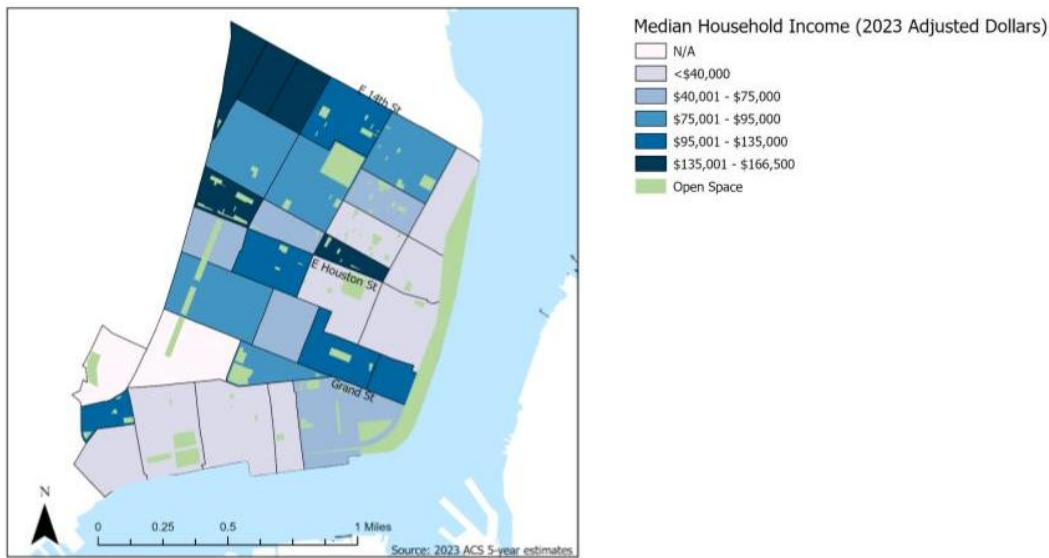 Median Household Income (2023 Adjusted Dollars)
N/A
<$40,000
$40,001 - $75,000
$75,001 - $95,000
$95,001 - $135,000
$135,001 - $166,500
Open Space
E 14th St
E Houston St
Grand St
N
0 0.25 0.5 1 Miles
Source: 2023 ACS 5-year estimates